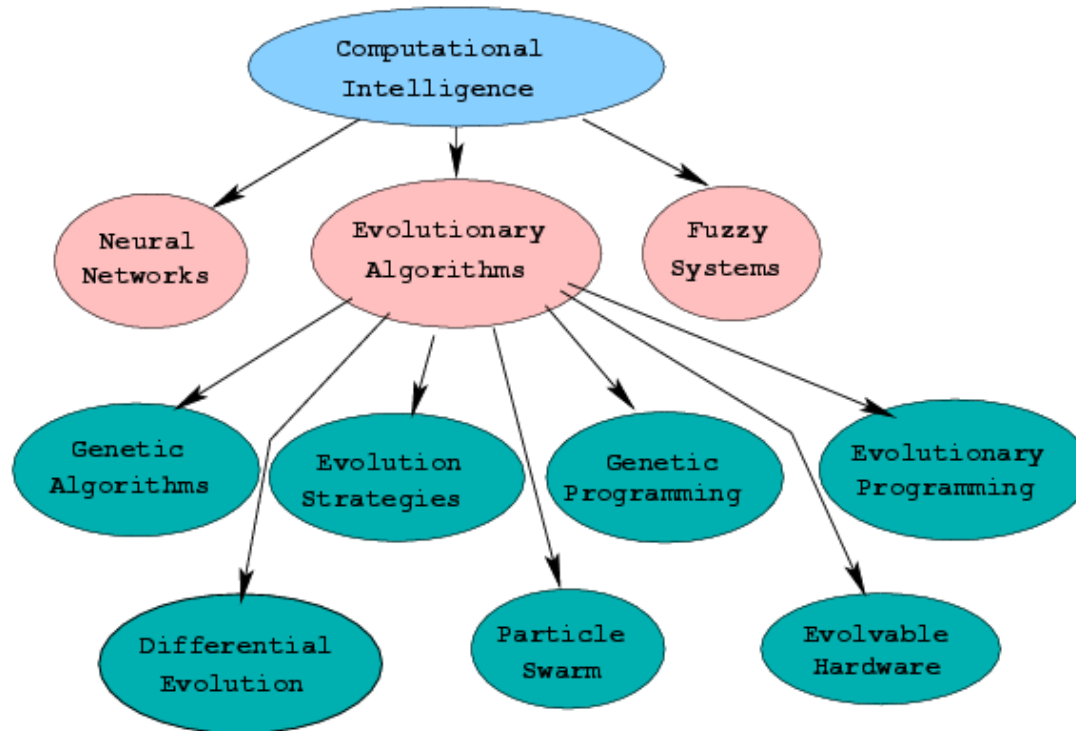 Computational
Intelligence
Neural
Networks
Evolutionary
Algorithms
Fuzzy
Systems
Genetic
Algorithms
Evolution
Strategies
Genetic
Programming
Evolutionary
Programming
Differential
Evolution
Particle
Swarm
Evolvable
Hardware